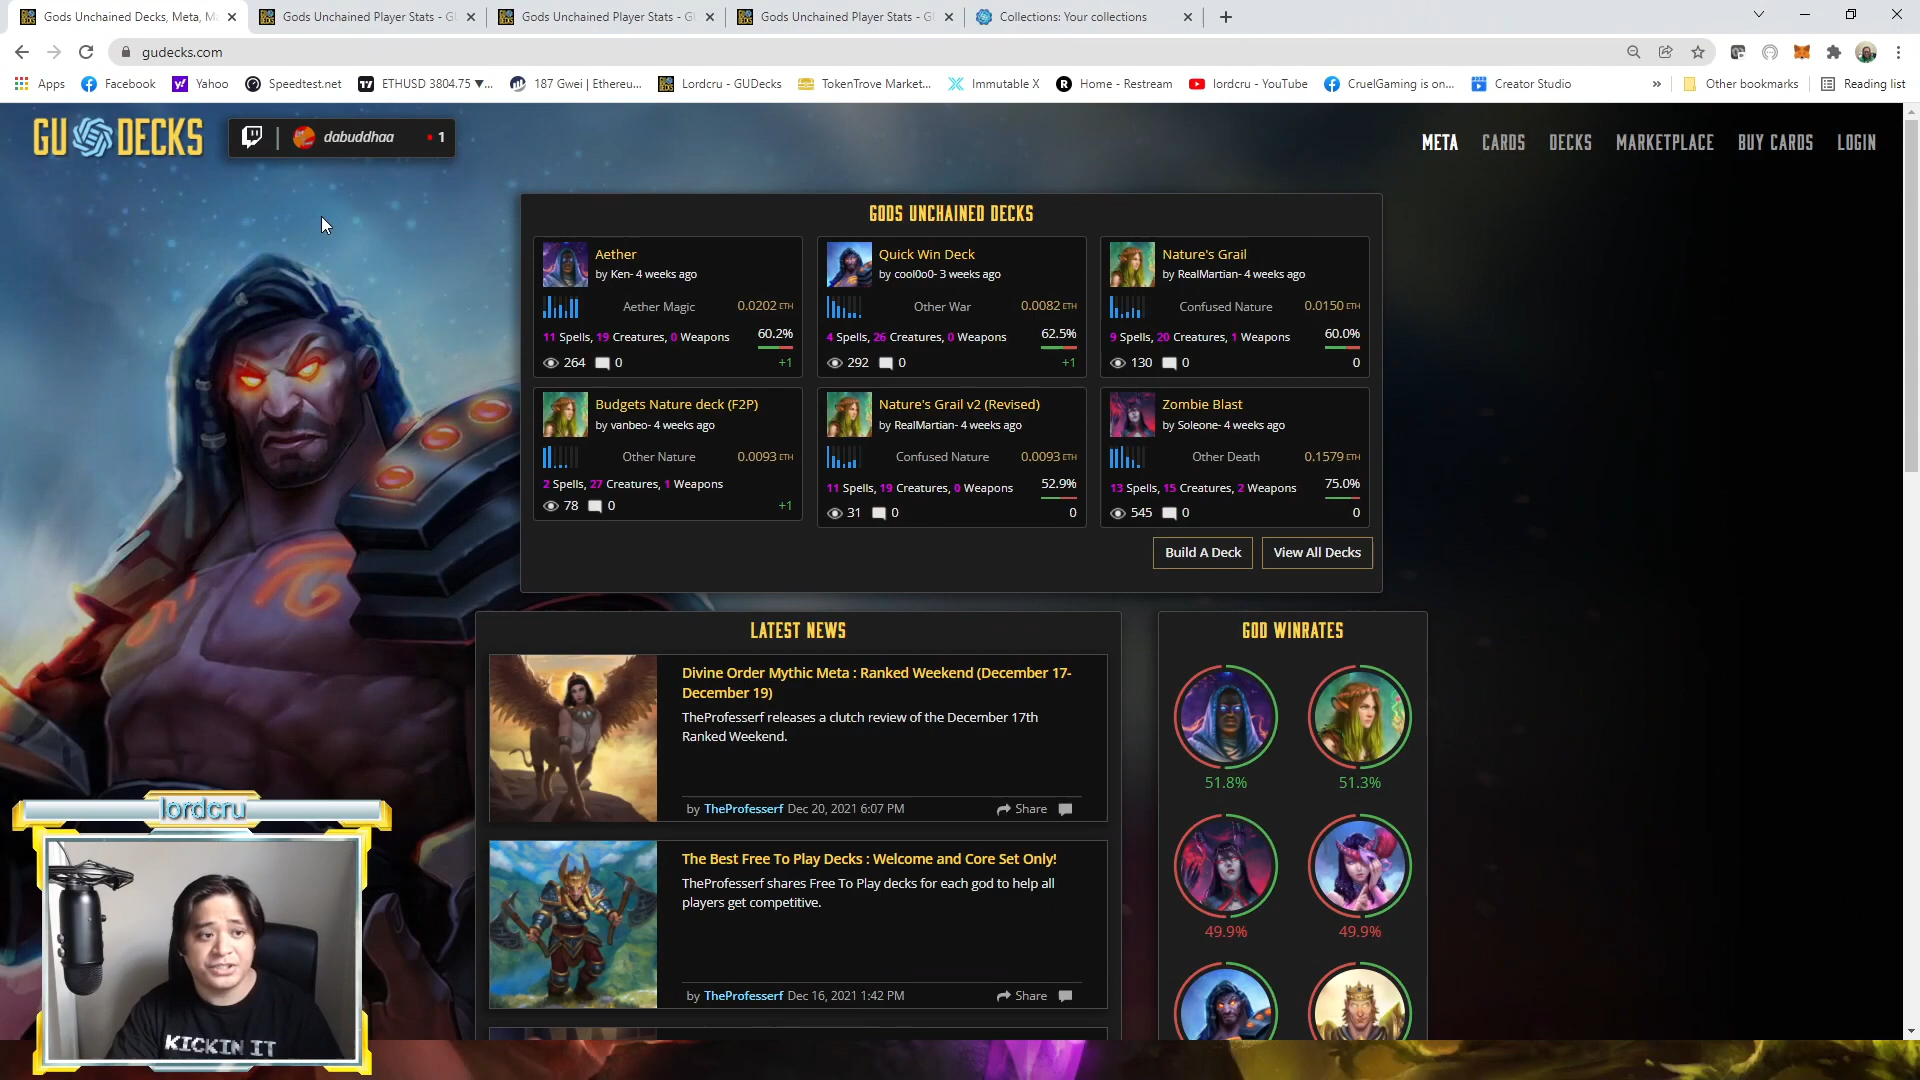 Gods Unchained Decks, Meta, Ma
Gods Unchained Player Stats - GU
Gods Unchained Player Stats - GU
Gods Unchained Player Stats - GU
Collections: Your collections
gudecks.com
Apps
Facebook
Yahoo
Speedtest.net
ETHUSD 3804.75 ▼...
187 Gwei | Ethereu...
Lordcru - GUDecks
TokenTrove Market...
Immutable X
Home - Restream
lordcru - YouTube
CruelGaming is on...
Creator Studio
»
Other bookmarks
Reading list
GU DECKS
dabuddhaa
1
META
CARDS
DECKS
MARKETPLACE
BUY CARDS
LOGIN
GODS UNCHAINED DECKS
Aether
by Ken- 4 weeks ago
Aether Magic
0.0202 ETH
11 Spells, 19 Creatures, 0 Weapons
60.2%
264
0
+1
Quick Win Deck
by cool0o0- 3 weeks ago
Other War
0.0082 ETH
4 Spells, 26 Creatures, 0 Weapons
62.5%
292
0
+1
Nature's Grail
by RealMartian- 4 weeks ago
Confused Nature
0.0150 ETH
9 Spells, 20 Creatures, 1 Weapons
60.0%
130
0
0
Budgets Nature deck (F2P)
by vanbeo- 4 weeks ago
Other Nature
0.0093 ETH
2 Spells, 27 Creatures, 1 Weapons
78
0
+1
Nature's Grail v2 (Revised)
by RealMartian- 4 weeks ago
Confused Nature
0.0093 ETH
11 Spells, 19 Creatures, 0 Weapons
52.9%
31
0
0
Zombie Blast
by Soleone- 4 weeks ago
Other Death
0.1579 ETH
13 Spells, 15 Creatures, 2 Weapons
75.0%
545
0
0
Build A Deck
View All Decks
LATEST NEWS
Divine Order Mythic Meta : Ranked Weekend (December 17-
December 19)
TheProfesserf releases a clutch review of the December 17th
Ranked Weekend.
by TheProfesserf Dec 20, 2021 6:07 PM
Share
The Best Free To Play Decks : Welcome and Core Set Only!
TheProfesserf shares Free To Play decks for each god to help all
players get competitive.
by TheProfesserf Dec 16, 2021 1:42 PM
Share
GOD WINRATES
51.8%
51.3%
49.9%
49.9%
lordcru
KICKIN IT